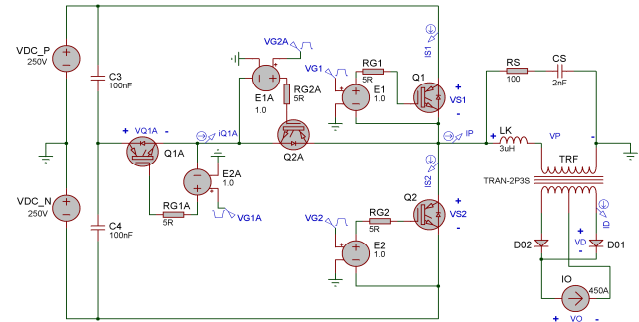 VDC_P
250V
C3
100nF
VG2A
E1A
1.0
RG2A
5R
Q2A
VG1
RG1
5R
E1
1.0
Q1
IS1
+
VS1
-
RS
100
CS
2nF
+ VQ1A -
Q1A
iQ1A
E2A
1.0
RG1A
5R
VG1A
IP
+
LK
3uH
VP
-
TRF
TRAN-2P3S
VDC_N
250V
C4
100nF
IS2
VG2
RG2
5R
E2
1.0
Q2
+
VS2
-
ID
DO2
+
VD
-
DO1
IO
450A
+ VO -